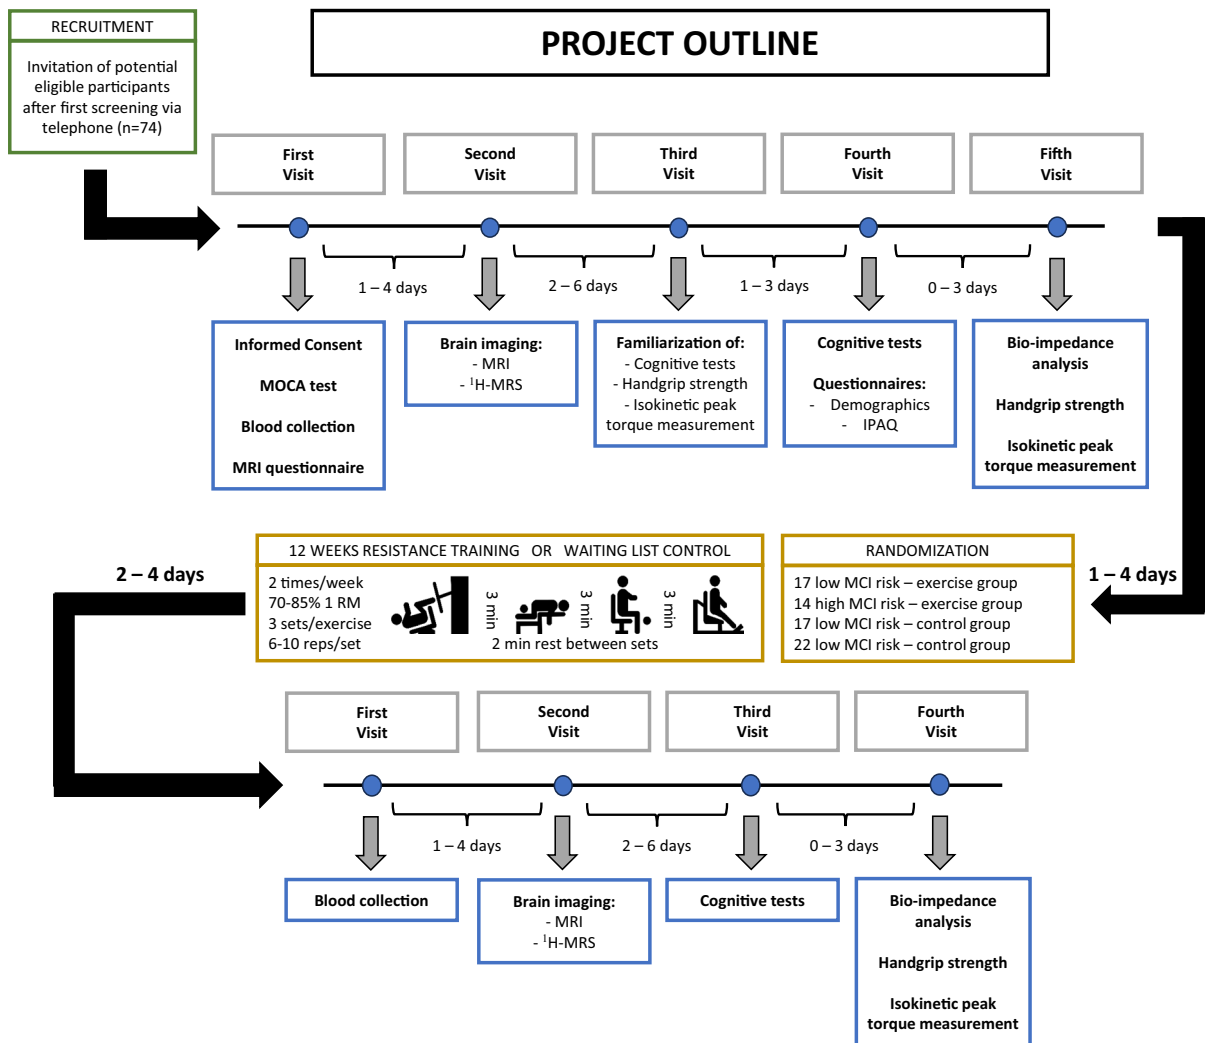 RECRUITMENT
Invitation of potential
eligible participants
after first screening via
telephone (n=74)
PROJECT OUTLINE
First
Visit
Second
Visit
Third
Visit
Fourth
Visit
Fifth
Visit
1 – 4 days
2 – 6 days
1 – 3 days
0 – 3 days
Informed Consent
MOCA test
Blood collection
MRI questionnaire
Brain imaging:
- MRI
- ¹H-MRS
Familiarization of:
- Cognitive tests
- Handgrip strength
- Isokinetic peak
torque measurement
Cognitive tests
Questionnaires:
- Demographics
- IPAQ
Bio-impedance
analysis
Handgrip strength
Isokinetic peak
torque measurement
1 – 4 days
RANDOMIZATION
17 low MCI risk – exercise group
14 high MCI risk – exercise group
17 low MCI risk – control group
22 low MCI risk – control group
12 WEEKS RESISTANCE TRAINING OR WAITING LIST CONTROL
2 times/week
70-85% 1 RM
3 sets/exercise
6-10 reps/set
3 min
3 min
3 min
2 min rest between sets
2 – 4 days
First
Visit
Second
Visit
Third
Visit
Fourth
Visit
1 – 4 days
2 – 6 days
0 – 3 days
Blood collection
Brain imaging:
- MRI
- ¹H-MRS
Cognitive tests
Bio-impedance
analysis
Handgrip strength
Isokinetic peak
torque measurement